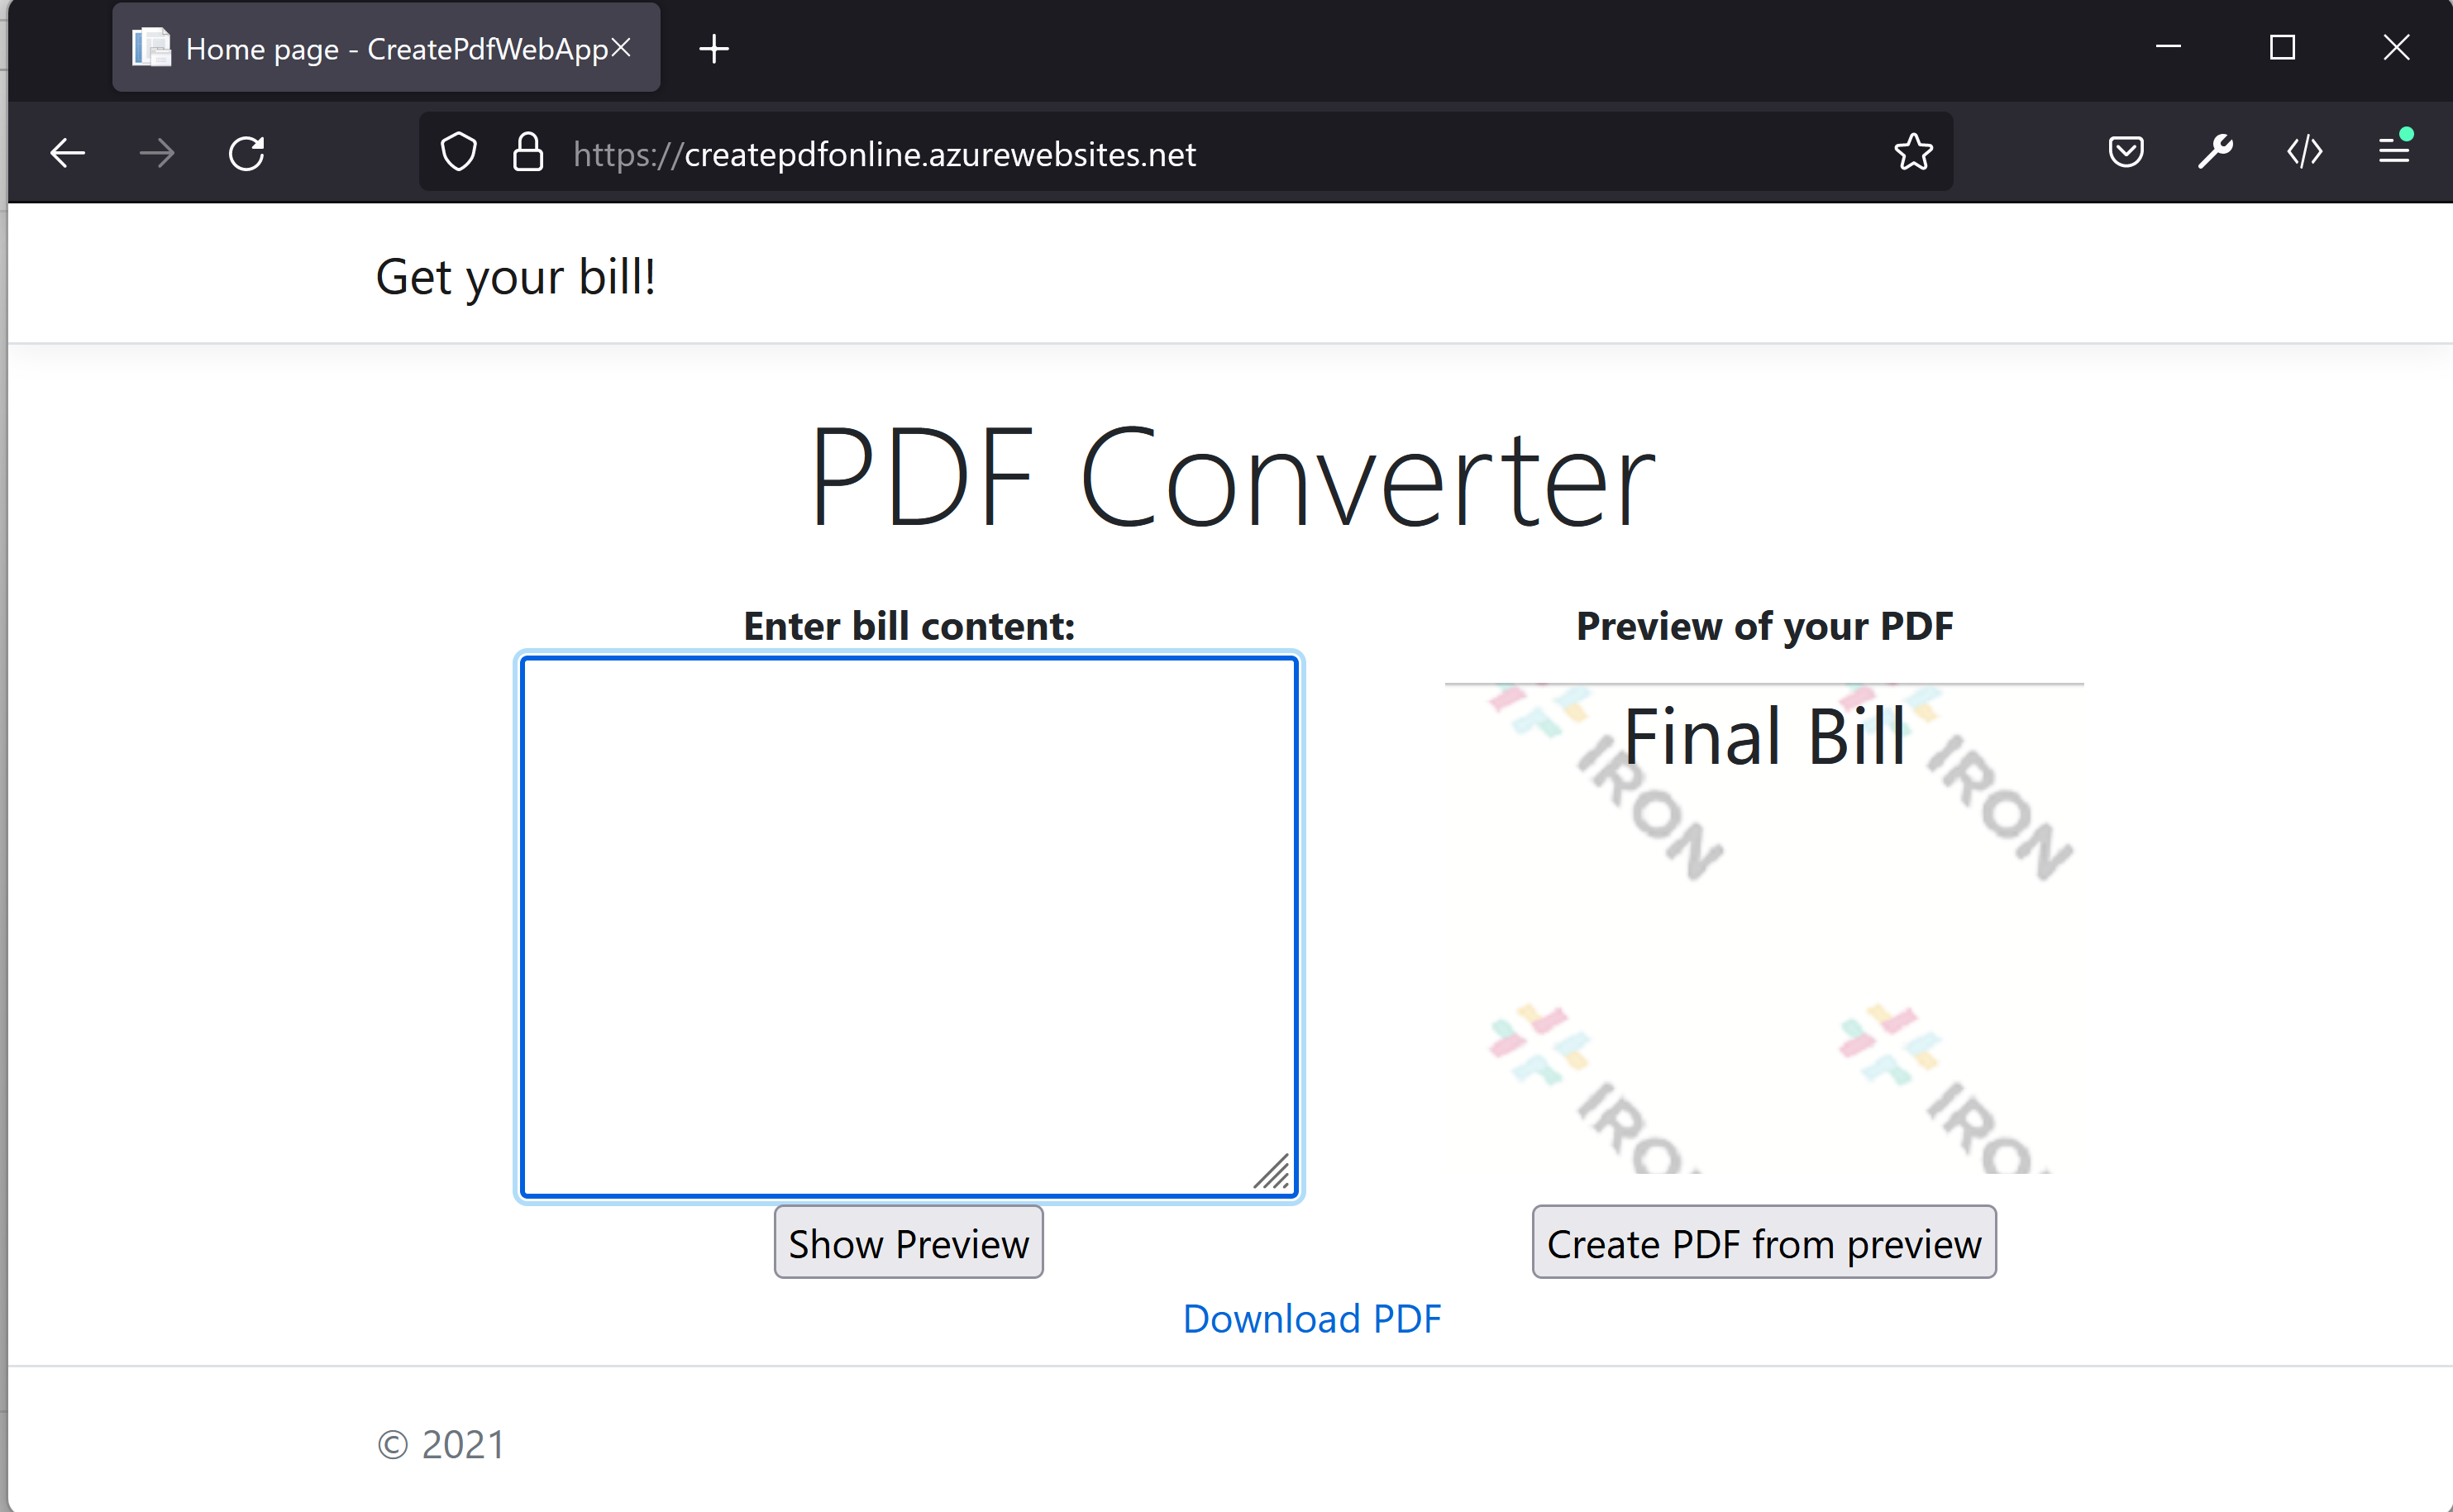 Home page - CreatePdfWebApp
https://createpdfonline.azurewebsites.net
Get your bill!
PDF Converter
Enter bill content:
Preview of your PDF
Final Bill
IRON IRON
IRO IRO
Show Preview
Create PDF from preview
Download PDF
© 2021